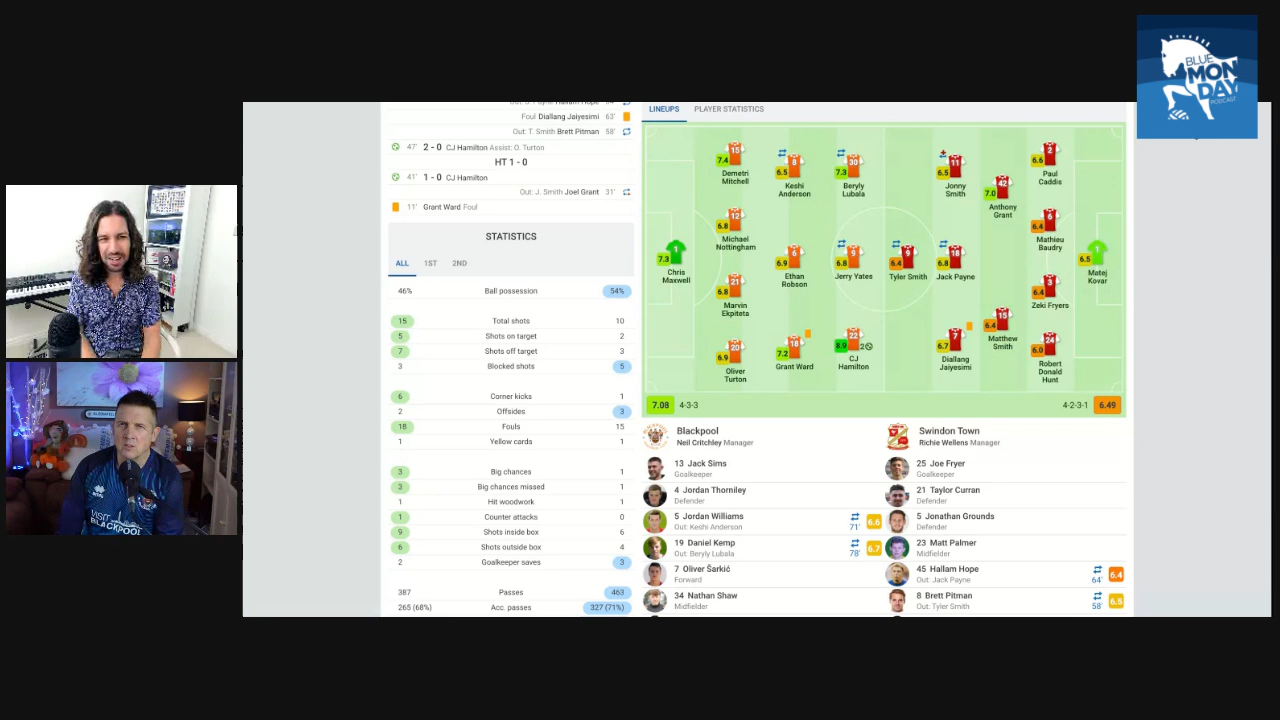 BLUE
MON
DAY
PODCAST
LINEUPS PLAYER STATISTICS
Foul Diallang Jaiyesimi 63'
Out: T. Smith Brett Pitman 58'
47' 2 - 0 CJ Hamilton Assist: O. Turton
HT 1 - 0
41' 1 - 0 CJ Hamilton
Out: J. Smith Joel Grant 31'
11' Grant Ward Foul
STATISTICS
ALL 1ST 2ND
46% Ball possession 54%
15 Total shots 10
5 Shots on target 2
7 Shots off target 3
3 Blocked shots 5
6 Corner kicks 1
2 Offsides 3
18 Fouls 15
1 Yellow cards 1
3 Big chances 1
3 Big chances missed 1
1 Hit woodwork 1
1 Counter attacks 0
9 Shots inside box 6
6 Shots outside box 4
2 Goalkeeper saves 3
387 Passes 463
265 (68%) Acc. passes 327 (71%)
1
7.3
Chris
Maxwell
15
7.4
Demetri
Mitchell
12
6.8
Michael
Nottingham
21
6.8
Marvin
Ekpiteta
20
6.9
Oliver
Turton
8
6.5
Keshi
Anderson
6
6.9
Ethan
Robson
18
7.2
Grant Ward
30
7.3
Beryly
Lubala
9
6.8
Jerry Yates
22
8.9
2
CJ
Hamilton
9
6.4
Tyler Smith
11
6.5
Jonny
Smith
18
6.8
Jack Payne
7
6.7
Diallang
Jaiyesimi
42
7.0
Anthony
Grant
15
6.4
Matthew
Smith
2
6.6
Paul
Caddis
6
6.4
Mathieu
Baudry
3
6.4
Zeki Fryers
24
6.0
Robert
Donald
Hunt
1
6.5
Matej
Kovar
7.08 4-3-3
4-2-3-1 6.49
Blackpool
Neil Critchley Manager
13 Jack Sims
Goalkeeper
4 Jordan Thorniley
Defender
5 Jordan Williams
Out: Keshi Anderson
71' 6.6
19 Daniel Kemp
Out: Beryly Lubala
78' 6.7
7 Oliver Šarkić
Forward
34 Nathan Shaw
Midfielder
Swindon Town
Richie Wellens Manager
25 Joe Fryer
Goalkeeper
21 Taylor Curran
Defender
5 Jonathan Grounds
Defender
23 Matt Palmer
Midfielder
45 Hallam Hope
Out: Jack Payne
64' 6.4
8 Brett Pitman
Out: Tyler Smith
58' 6.5
VISIT
BLACKPOOL